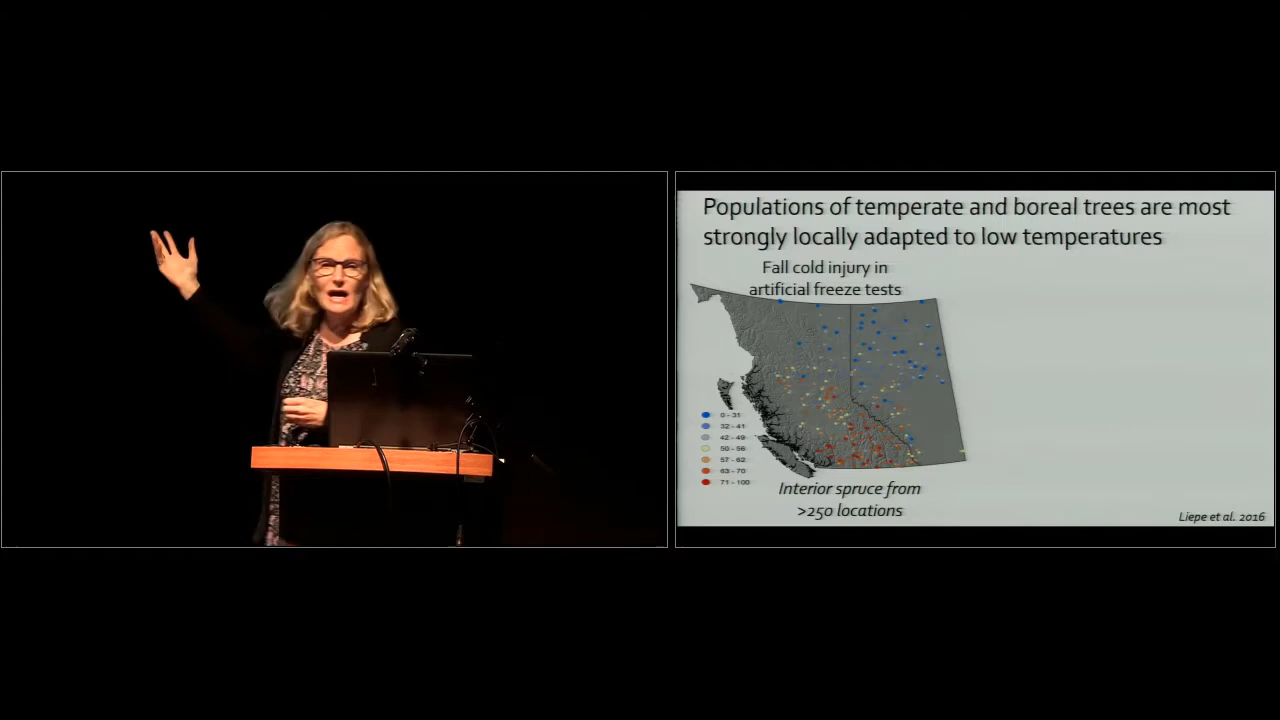 Populations of temperate and boreal trees are most
strongly locally adapted to low temperatures
Fall cold injury in
artificial freeze tests
0 - 31
32 - 41
42 - 49
50 - 56
57 - 62
63 - 70
71 - 100
Interior spruce from
>250 locations
Liepe et al. 2016